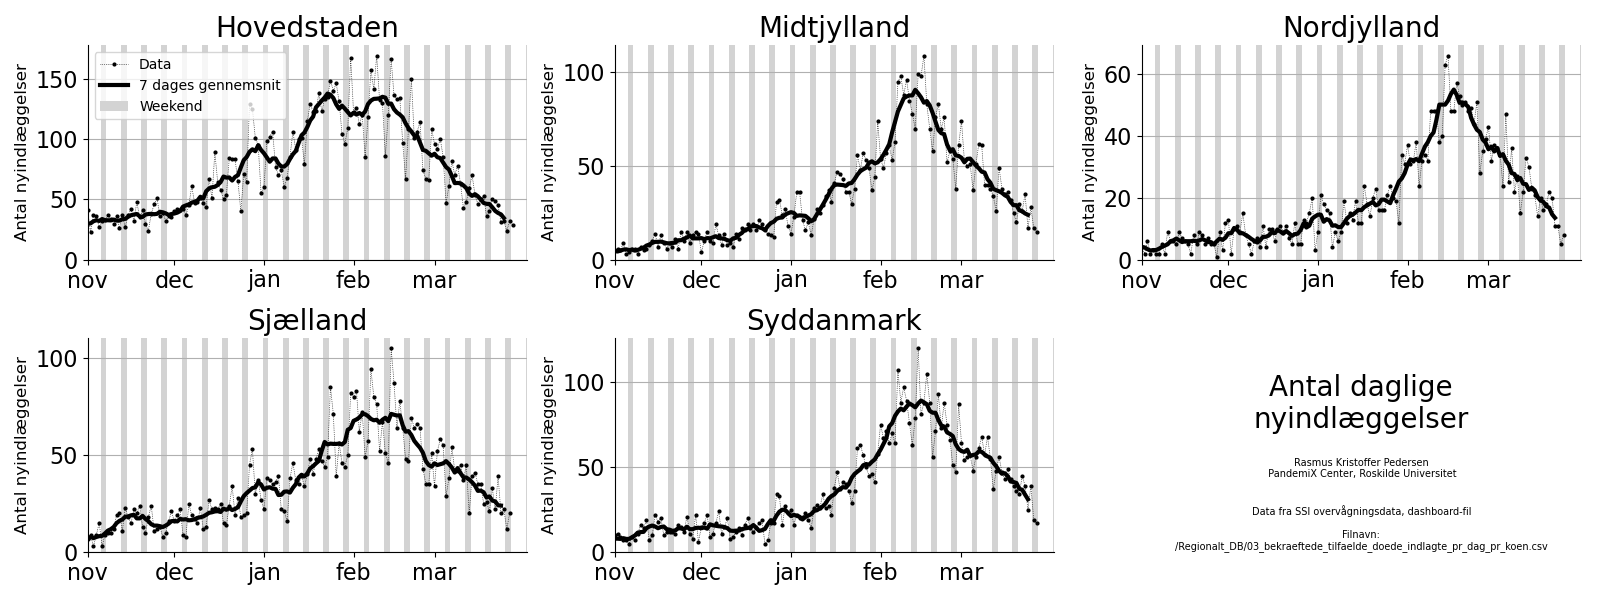 Hovedstaden
Antal nyindlæggelser
150
100
50
0
Data
7 dages gennemsnit
Weekend
nov dec jan feb mar
Midtjylland
Antal nyindlæggelser
100
50
0
nov dec jan feb mar
Nordjylland
Antal nyindlæggelser
60
40
20
0
nov dec jan feb mar
Sjælland
Antal nyindlæggelser
100
50
0
nov dec jan feb mar
Syddanmark
Antal nyindlæggelser
100
50
0
nov dec jan feb mar
Antal daglige
nyindlæggelser
Rasmus Kristoffer Pedersen
PandemiX Center, Roskilde Universitet
Data fra SSI overvågningsdata, dashboard-fil
Filnavn:
/Regionalt_DB/03_bekraeftede_tilfaelde_doede_indlagte_pr_dag_pr_koen.csv